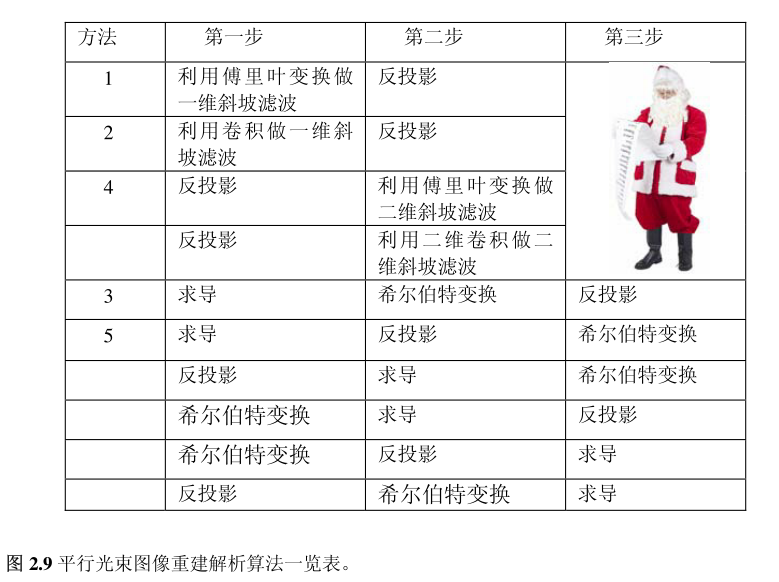 方法 第一步 第二步 第三步
1 利用傅里叶变换做 反投影
一维斜坡滤波
2 利用卷积做一维斜 反投影
坡滤波
4 反投影 利用傅里叶变换做
二维斜坡滤波
反投影 利用二维卷积做二
维斜坡滤波
3 求导 希尔伯特变换 反投影
5 求导 反投影 希尔伯特变换
反投影 求导 希尔伯特变换
希尔伯特变换 求导 反投影
希尔伯特变换 反投影 求导
反投影 希尔伯特变换 求导
图 2.9 平行光束图像重建解析算法一览表。